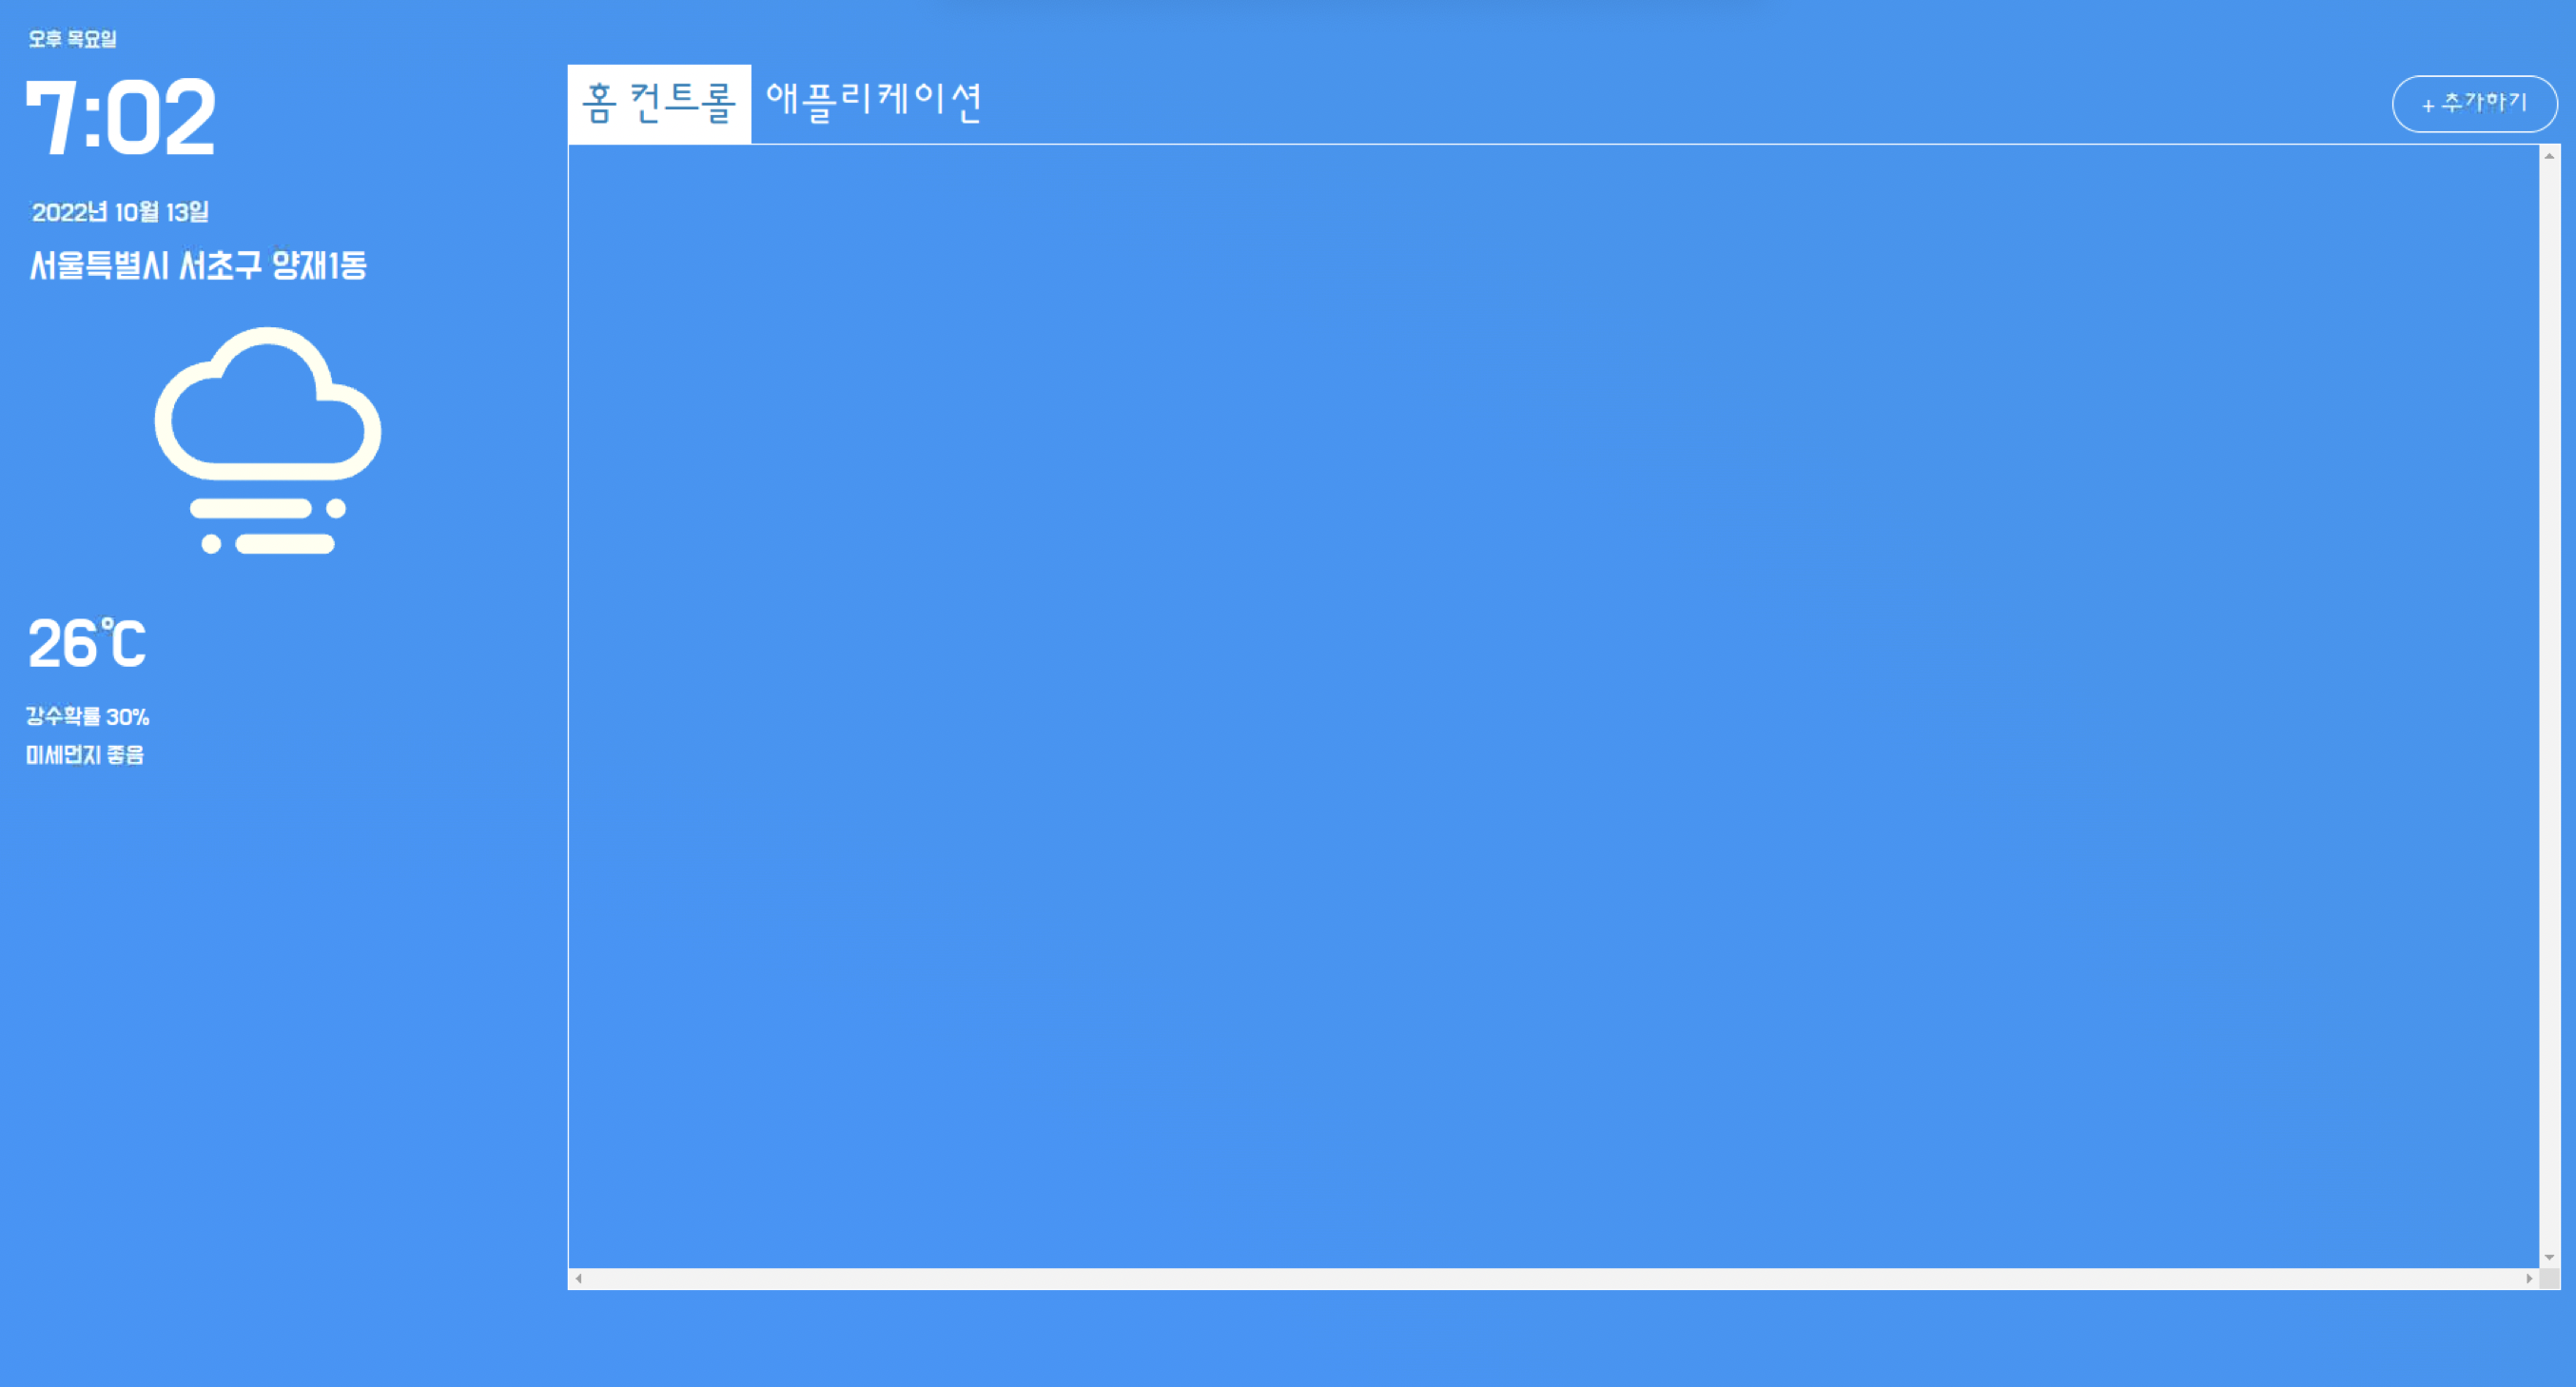 오후 목요일
7:02
2022년 10월 13일
서울특별시 서초구 양재1동
26°C
강수확률 30%
미세먼지 좋음
홈 컨트롤 애플리케이션
+ 추가하기